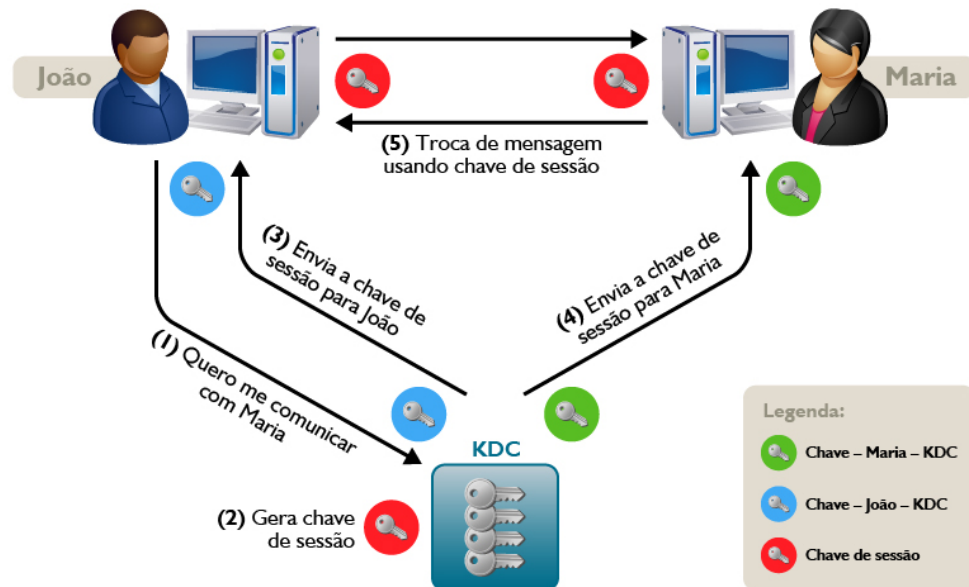 João
Maria
(5) Troca de mensagem
usando chave de sessão
(3) Envia a chave de
sessão para João
(4) Envia a chave de
sessão para Maria
(1) Quero me comunicar
com Maria
KDC
(2) Gera chave
de sessão
Legenda:
Chave – Maria – KDC
Chave – João – KDC
Chave de sessão